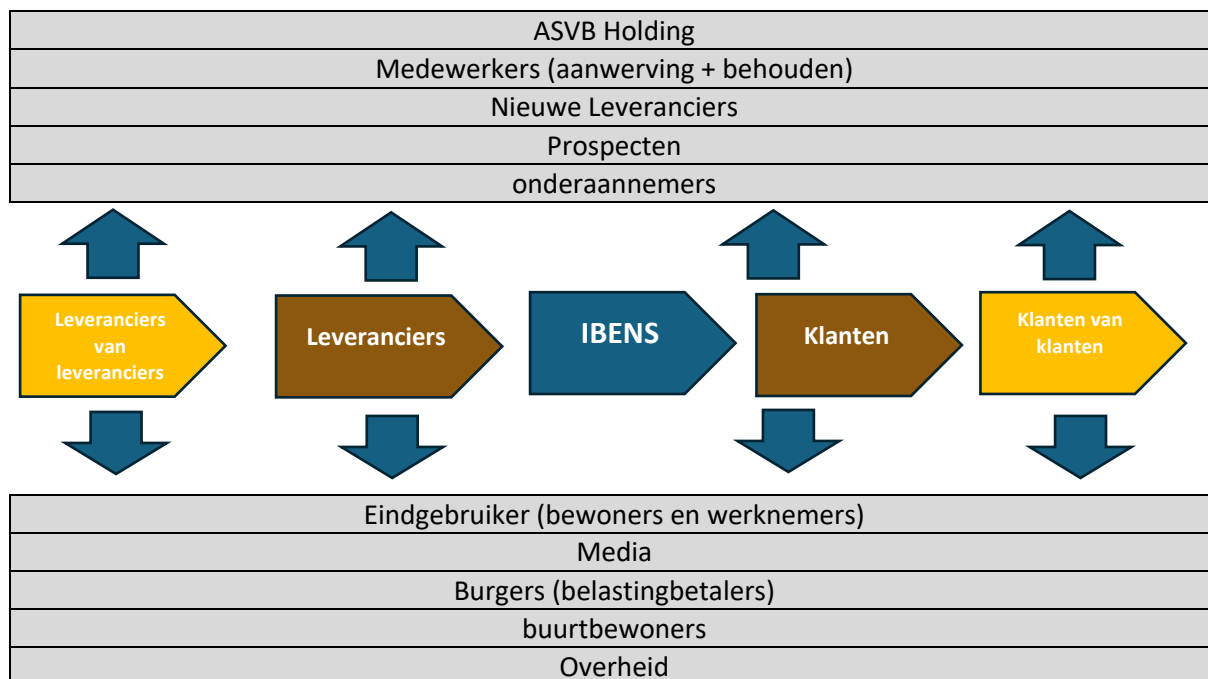 ASVB Holding
Medewerkers (aanwerving + behouden)
Nieuwe Leveranciers
Prospecten
onderaannemers
Leveranciers
van
leveranciers
Leveranciers
IBENS
Klanten
Klanten van
klanten
Eindgebruiker (bewoners en werknemers)
Media
Burgers (belastingbetalers)
buurtbewoners
Overheid